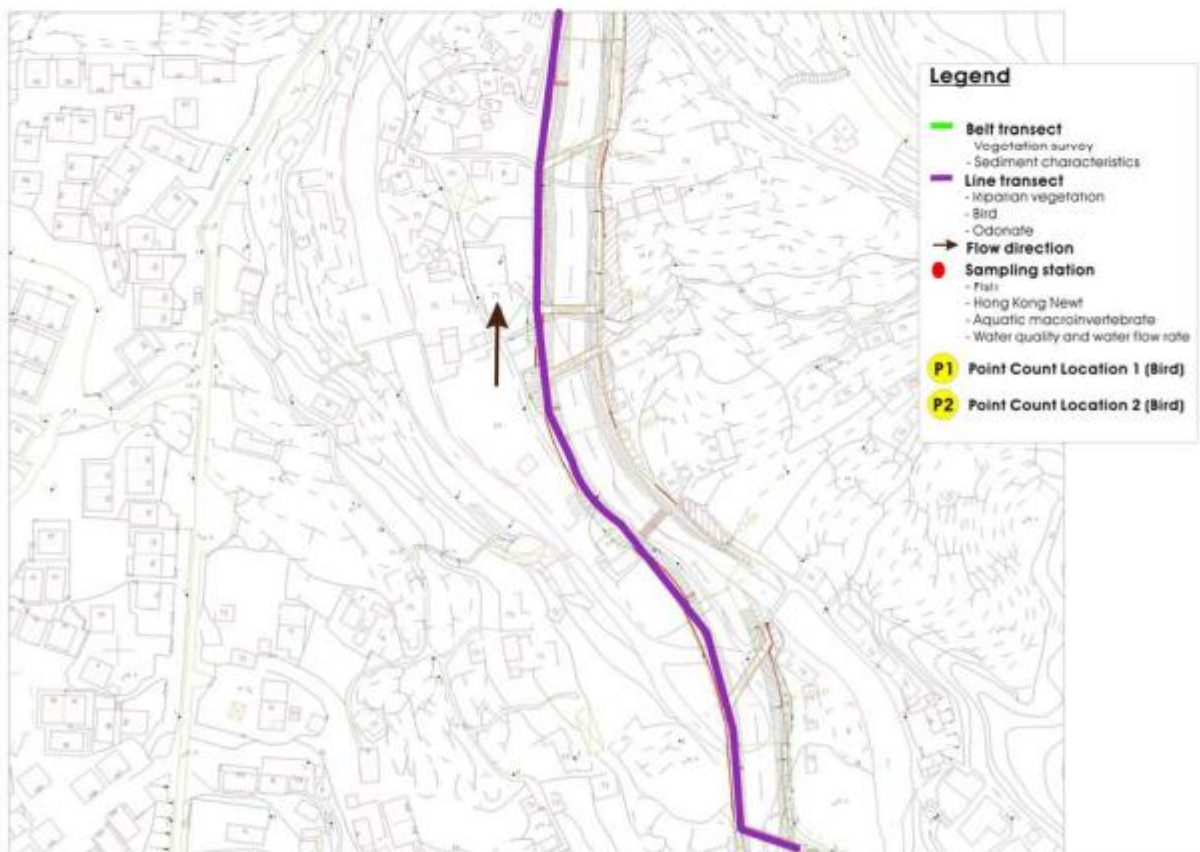 Legend
Belt transect
- Vegetation survey
- Sediment characteristics
Line transect
- Riparian vegetation
- Bird
- Odonate
Flow direction
Sampling station
- Fish
- Hong Kong Newt
- Aquatic macroinvertebrate
- Water quality and water flow rate
P1 Point Count Location 1 (Bird)
P2 Point Count Location 2 (Bird)